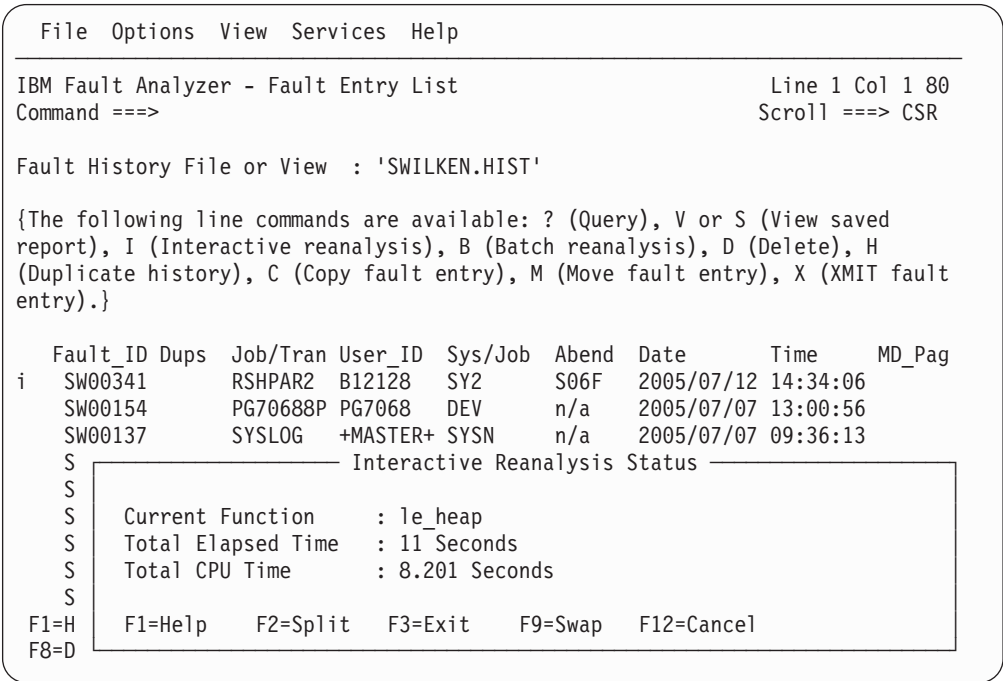 File Options View Services Help
IBM Fault Analyzer - Fault Entry List Line 1 Col 1 80
Command ===> Scroll ===> CSR
Fault History File or View : 'SWILKEN.HIST'
{The following line commands are available: ? (Query), V or S (View saved
report), I (Interactive reanalysis), B (Batch reanalysis), D (Delete), H
(Duplicate history), C (Copy fault entry), M (Move fault entry), X (XMIT fault
entry).}
Fault_ID Dups Job/Tran User_ID Sys/Job Abend Date Time MD_Pag
i SW00341 RSHPAR2 B12128 SY2 S06F 2005/07/12 14:34:06
SW00154 PG70688P PG7068 DEV n/a 2005/07/07 13:00:56
SW00137 SYSLOG +MASTER+ SYSN n/a 2005/07/07 09:36:13
S Interactive Reanalysis Status
S
S Current Function : le_heap
S Total Elapsed Time : 11 Seconds
S Total CPU Time : 8.201 Seconds
S
F1=H F1=Help F2=Split F3=Exit F9=Swap F12=Cancel
F8=D